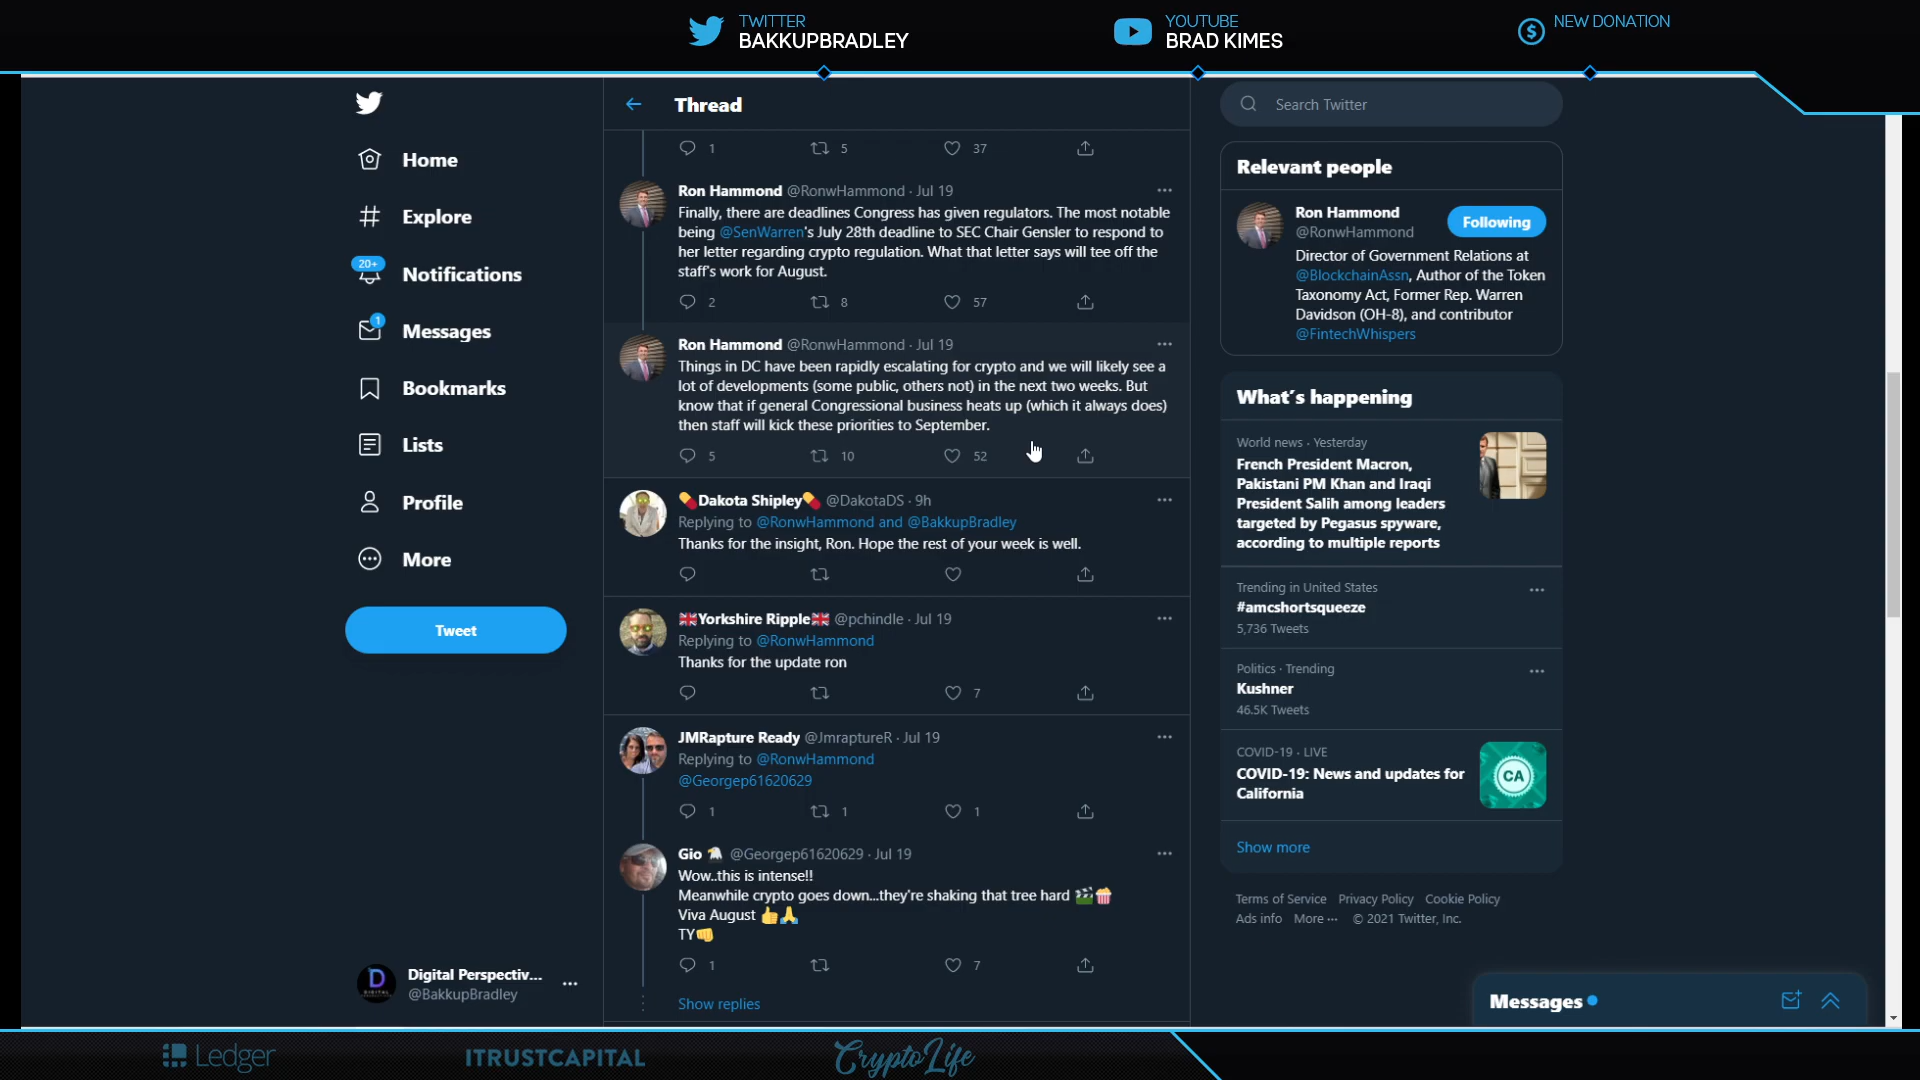 TWITTER
BAKKUPBRADLEY
YOUTUBE
BRAD KIMES
NEW DONATION
Home
Explore
20+
Notifications
1
Messages
Bookmarks
Lists
Profile
More
Tweet
Digital Perspectiv...
@BakkupBradley
Thread
1 5 37
Ron Hammond @RonwHammond · Jul 19
Finally, there are deadlines Congress has given regulators. The most notable
being @SenWarren's July 28th deadline to SEC Chair Gensler to respond to
her letter regarding crypto regulation. What that letter says will tee off the
staff's work for August.
2 8 57
Ron Hammond @RonwHammond · Jul 19
Things in DC have been rapidly escalating for crypto and we will likely see a
lot of developments (some public, others not) in the next two weeks. But
know that if general Congressional business heats up (which it always does)
then staff will kick these priorities to September.
5 10 52
💊Dakota Shipley💊 @DakotaDS · 9h
Replying to @RonwHammond and @BakkupBradley
Thanks for the insight, Ron. Hope the rest of your week is well.
🇬🇧Yorkshire Ripple🇬🇧 @pchindle · Jul 19
Replying to @RonwHammond
Thanks for the update ron
7
JMRapture Ready @JmraptureR · Jul 19
Replying to @RonwHammond
@Georgep61620629
1 1 1
Gio @Georgep61620629 · Jul 19
Wow..this is intense!!
Meanwhile crypto goes down...they're shaking that tree hard 🎬🍿
Viva August 👍🙏
TY👊
1 7
Show replies
Search Twitter
Relevant people
Ron Hammond
@RonwHammond
Following
Director of Government Relations at
@BlockchainAssn, Author of the Token
Taxonomy Act, Former Rep. Warren
Davidson (OH-8), and contributor
@FintechWhispers
What's happening
World news · Yesterday
French President Macron,
Pakistani PM Khan and Iraqi
President Salih among leaders
targeted by Pegasus spyware,
according to multiple reports
Trending in United States
#amcshortsqueeze
5,736 Tweets
Politics · Trending
Kushner
46.5K Tweets
COVID-19 · LIVE
COVID-19: News and updates for
California
CA
Show more
Terms of Service Privacy Policy Cookie Policy
Ads info More ··· © 2021 Twitter, Inc.
Messages
Ledger
ITRUSTCAPITAL
CryptoLife